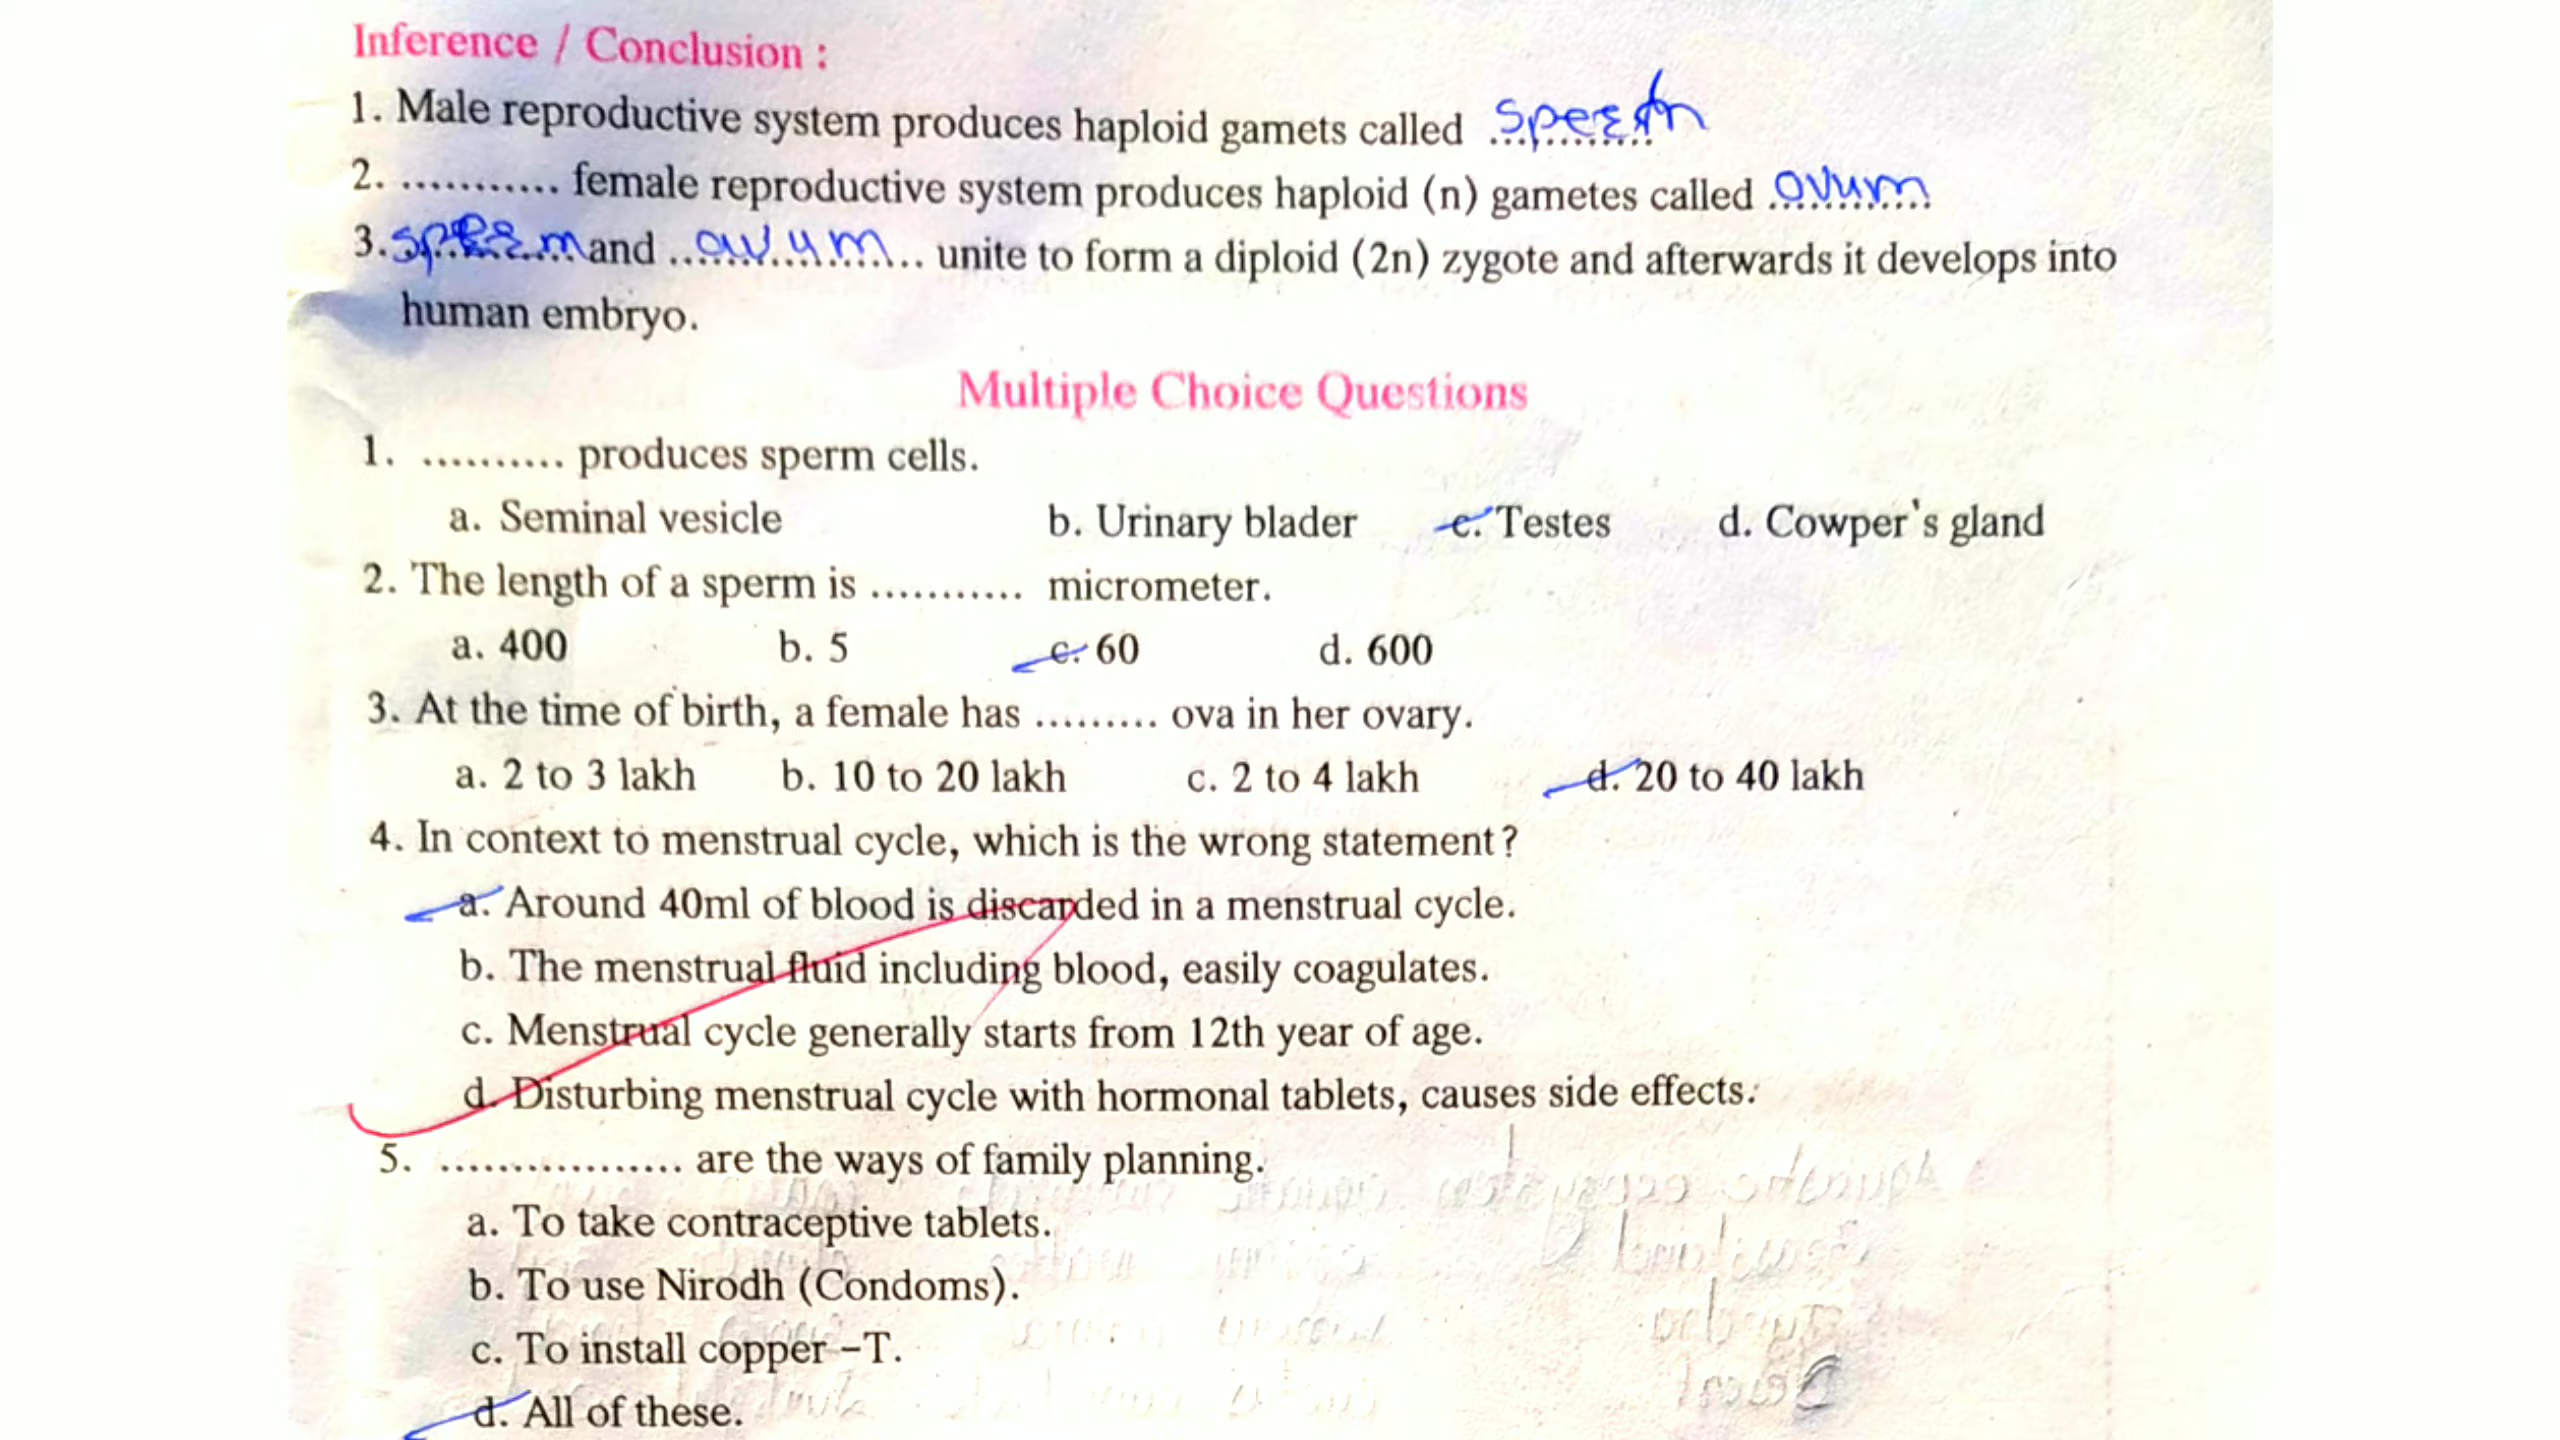 Inference / Conclusion :
1. Male reproductive system produces haploid gamets called sperm
2. ............ female reproductive system produces haploid (n) gametes called ovum
3. sperm and ovum unite to form a diploid (2n) zygote and afterwards it develops into
human embryo.
Multiple Choice Questions
1. .......... produces sperm cells.
a. Seminal vesicle b. Urinary blader c. Testes d. Cowper's gland
2. The length of a sperm is ........... micrometer.
a. 400 b. 5 c. 60 d. 600
3. At the time of birth, a female has ......... ova in her ovary.
a. 2 to 3 lakh b. 10 to 20 lakh c. 2 to 4 lakh d. 20 to 40 lakh
4. In context to menstrual cycle, which is the wrong statement?
a. Around 40ml of blood is discarded in a menstrual cycle.
b. The menstrual fluid including blood, easily coagulates.
c. Menstrual cycle generally starts from 12th year of age.
d. Disturbing menstrual cycle with hormonal tablets, causes side effects.
5. ................. are the ways of family planning.
a. To take contraceptive tablets.
b. To use Nirodh (Condoms).
c. To install copper –T.
d. All of these.